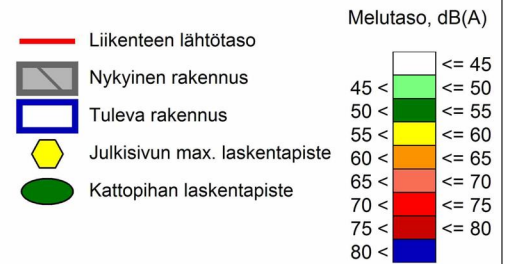 Melutaso, dB(A)
Liikenteen lähtötaso
Nykyinen rakennus
Tuleva rakennus
Julkisivun max. laskentapiste
Kattopihan laskentapiste
<= 45
45 < <= 50
50 < <= 55
55 < <= 60
60 < <= 65
65 < <= 70
70 < <= 75
75 < <= 80
80 <